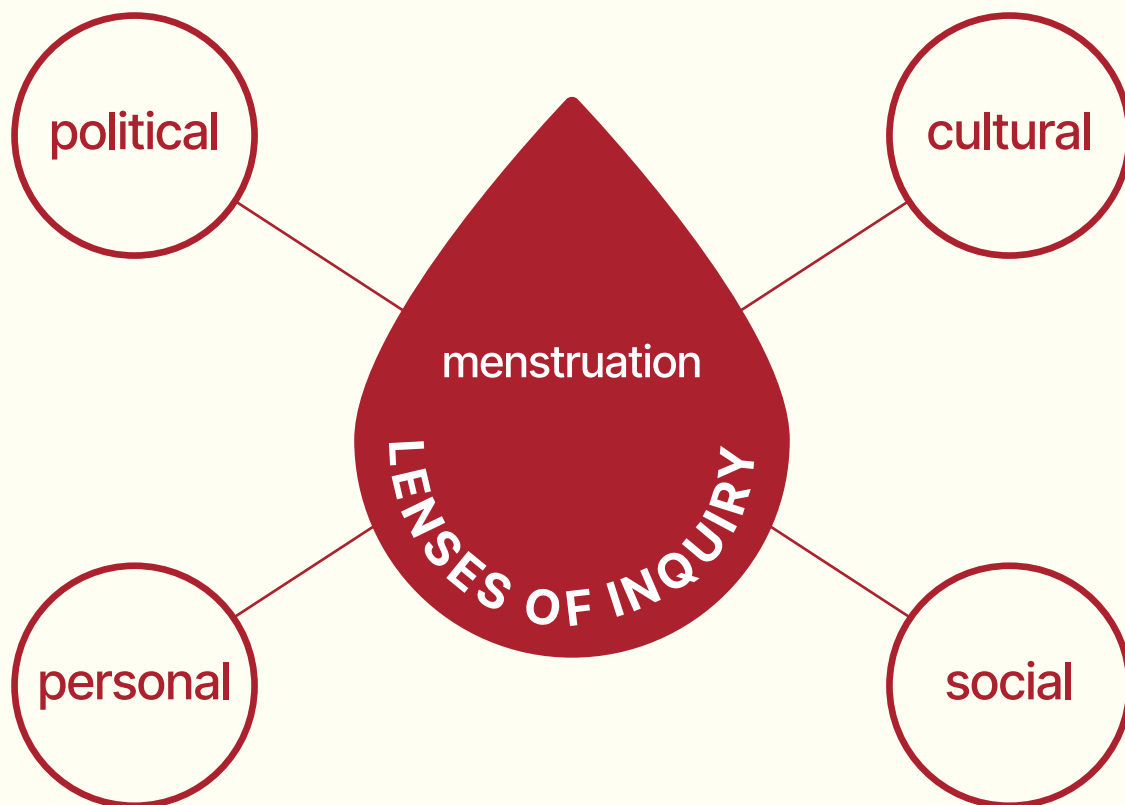 political
cultural
menstruation
LENSES OF INQUIRY
personal
social